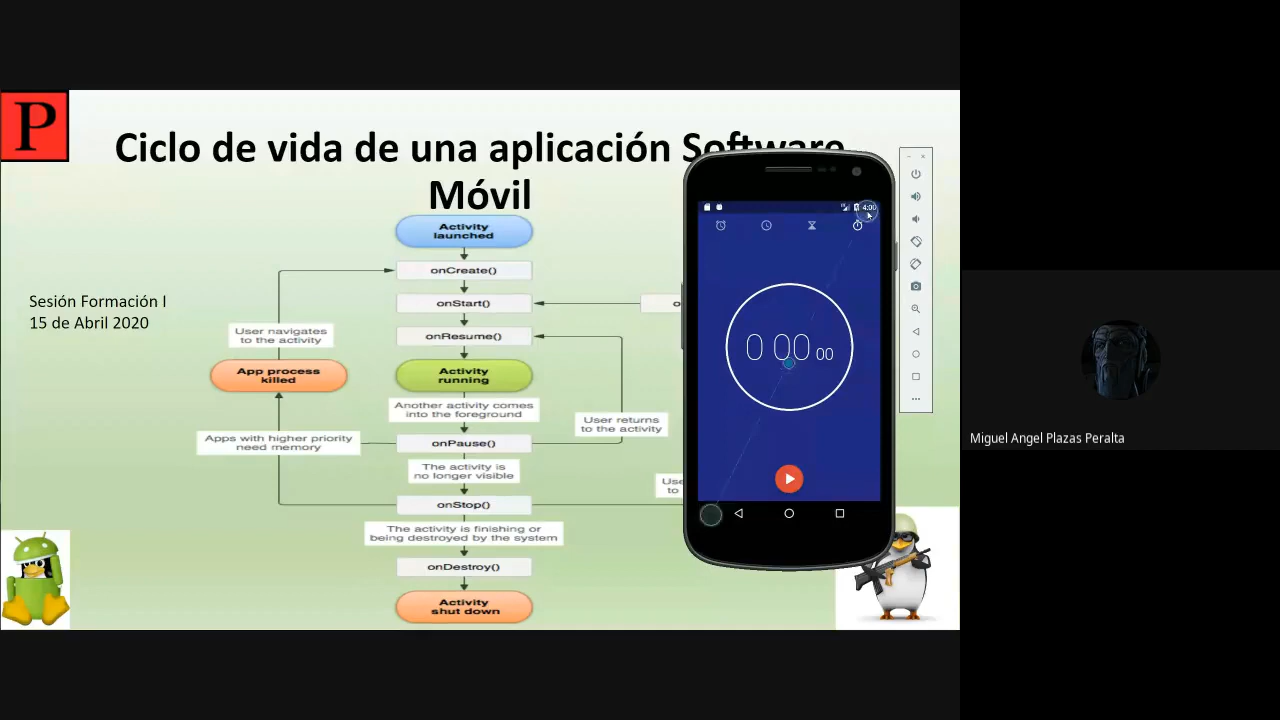 P
Ciclo de vida de una aplicación Software
Móvil
Sesión Formación I
15 de Abril 2020
Activity
launched
onCreate()
onStart()
onResume()
User navigates
to the activity
App process
killed
Activity
running
Another activity comes
into the foreground
User returns
to the activity
Apps with higher priority
need memory
onPause()
The activity is
no longer visible
to
onStop()
The activity is finishing or
being destroyed by the system
onDestroy()
Activity
shut down
4:00
0 00 00
Miguel Angel Plazas Peralta